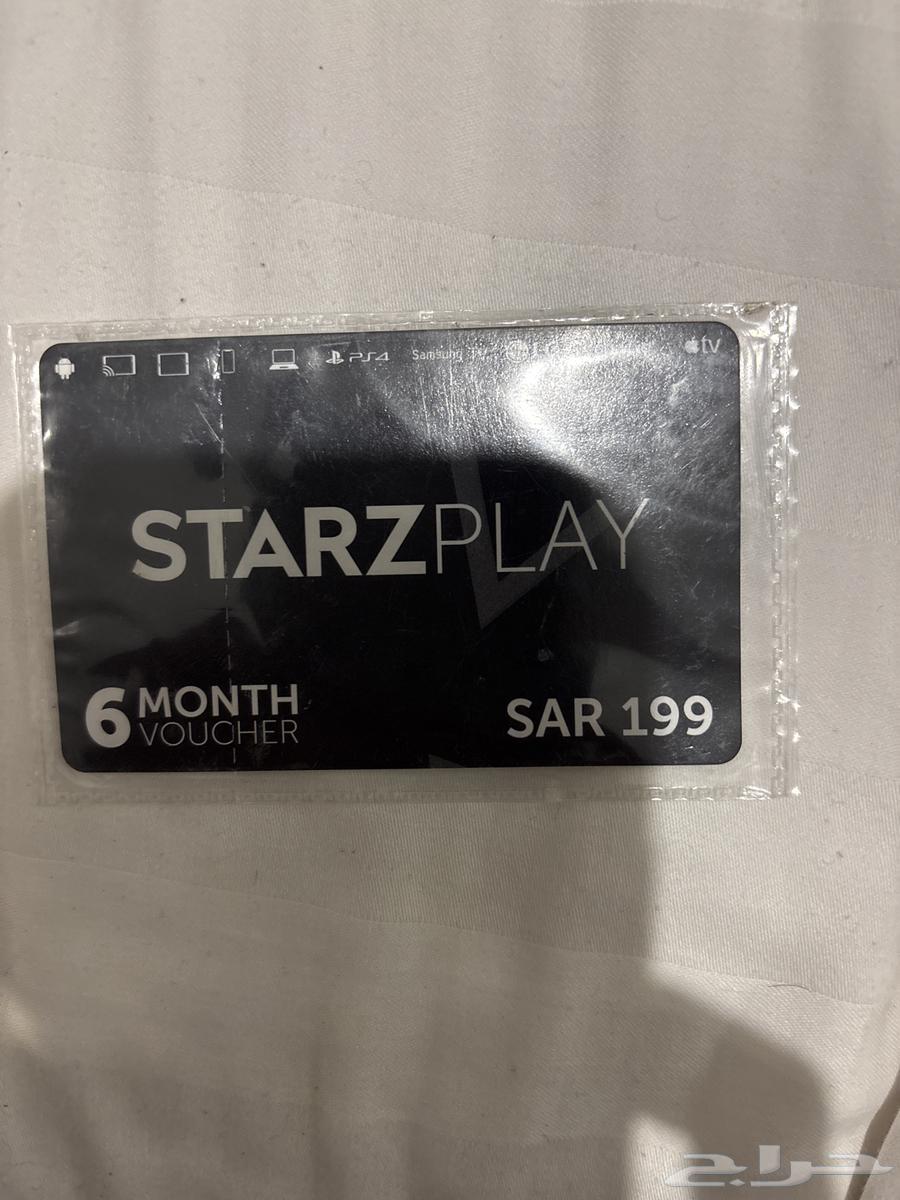 PS4 Samsung TV tv
STARZPLAY
6 MONTH
VOUCHER
SAR 199
حراج